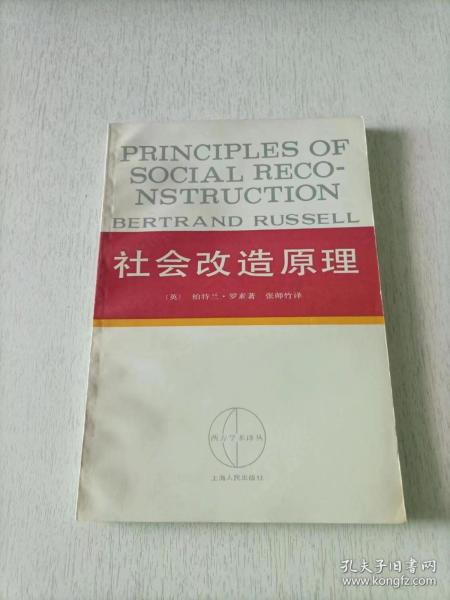 PRINCIPLES OF
SOCIAL RECO-
NSTRUCTION
BERTRAND RUSSELL
社会改造原理
〔英〕 柏特兰·罗素著 张师竹译
西方学术译丛
上海人民出版社
孔夫子旧书网
www.kongfz.com